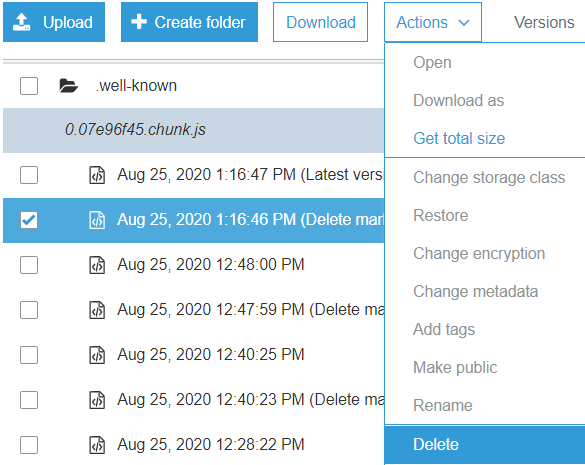 Upload
Create folder
Download
Actions
Versions
.well-known
0.07e96f45.chunk.js
Aug 25, 2020 1:16:47 PM (Latest vers
Aug 25, 2020 1:16:46 PM (Delete mar
Aug 25, 2020 12:48:00 PM
Aug 25, 2020 12:47:59 PM (Delete ma
Aug 25, 2020 12:40:25 PM
Aug 25, 2020 12:40:23 PM (Delete ma
Aug 25, 2020 12:28:22 PM
Open
Download as
Get total size
Change storage class
Restore
Change encryption
Change metadata
Add tags
Make public
Rename
Delete